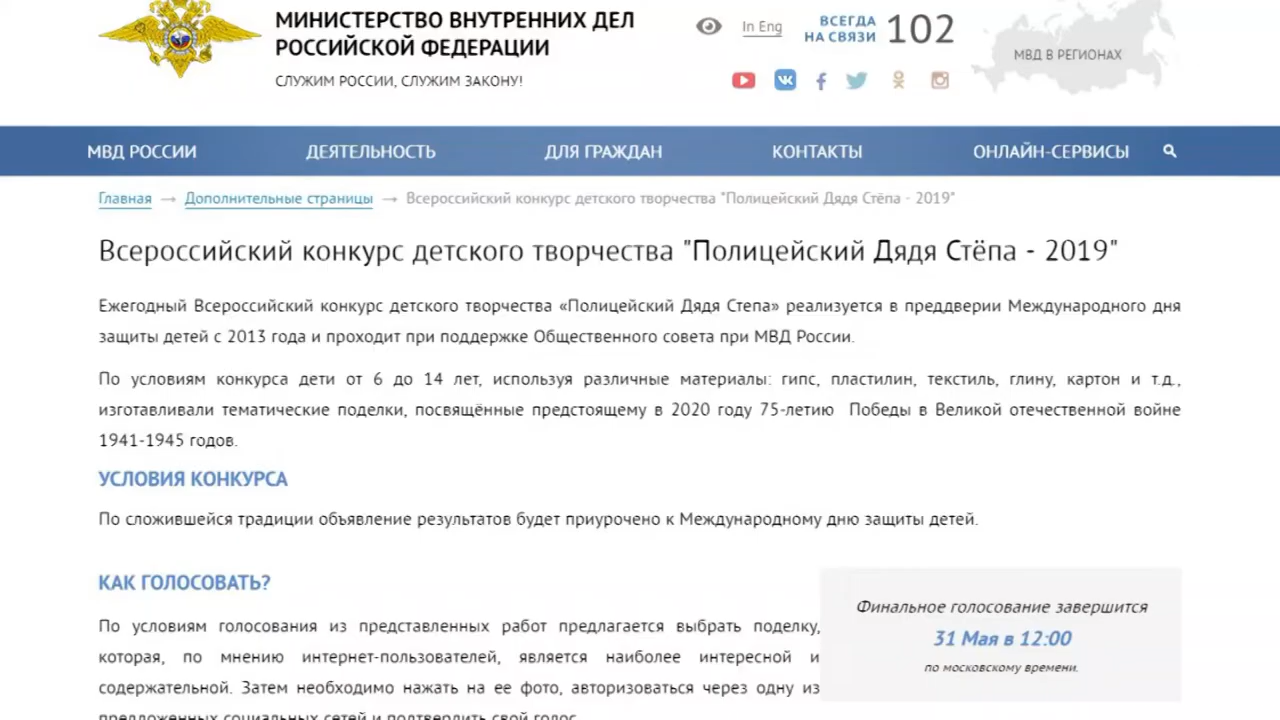 МИНИСТЕРСТВО ВНУТРЕННИХ ДЕЛ
РОССИЙСКОЙ ФЕДЕРАЦИИ
СЛУЖИМ РОССИИ, СЛУЖИМ ЗАКОНУ!
In Eng
ВСЕГДА
НА СВЯЗИ
102
МВД В РЕГИОНАХ
МВД РОССИИ
ДЕЯТЕЛЬНОСТЬ
ДЛЯ ГРАЖДАН
КОНТАКТЫ
ОНЛАЙН-СЕРВИСЫ
Главная → Дополнительные страницы → Всероссийский конкурс детского творчества "Полицейский Дядя Стёпа - 2019"
Всероссийский конкурс детского творчества "Полицейский Дядя Стёпа - 2019"
Ежегодный Всероссийский конкурс детского творчества «Полицейский Дядя Степа» реализуется в преддверии Международного дня
защиты детей с 2013 года и проходит при поддержке Общественного совета при МВД России.
По условиям конкурса дети от 6 до 14 лет, используя различные материалы: гипс, пластилин, текстиль, глину, картон и т.д.,
изготавливали тематические поделки, посвящённые предстоящему в 2020 году 75-летию Победы в Великой отечественной войне
1941-1945 годов.
УСЛОВИЯ КОНКУРСА
По сложившейся традиции объявление результатов будет приурочено к Международному дню защиты детей.
КАК ГОЛОСОВАТЬ?
По условиям голосования из представленных работ предлагается выбрать поделку,
которая, по мнению интернет-пользователей, является наиболее интересной и
содержательной. Затем необходимо нажать на ее фото, авторизоваться через одну из
предложенных социальных сетей и подтвердить свой голос.
Финальное голосование завершится
31 Мая в 12:00
по московскому времени.